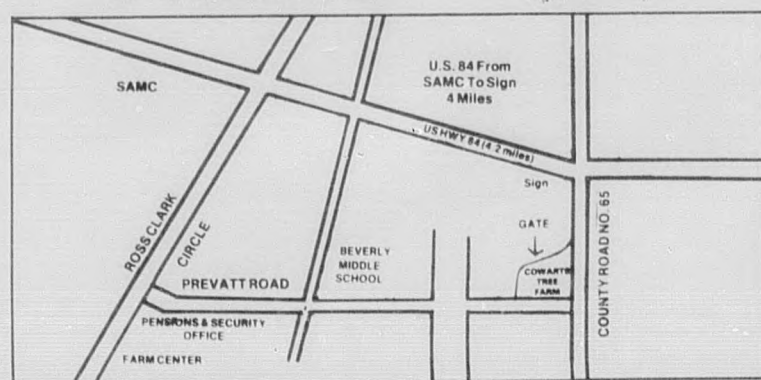 U.S. 84 From
SAMC To Sign
4 Miles
SAMC
US HWY 84 (4.2 miles)
Sign
ROSS CLARK
CIRCLE
GATE
COUNTY ROAD NO. 65
BEVERLY
MIDDLE
SCHOOL
COWARTS
TREE
FARM
PREVATT ROAD
PENSIONS & SECURITY
OFFICE
FARM CENTER